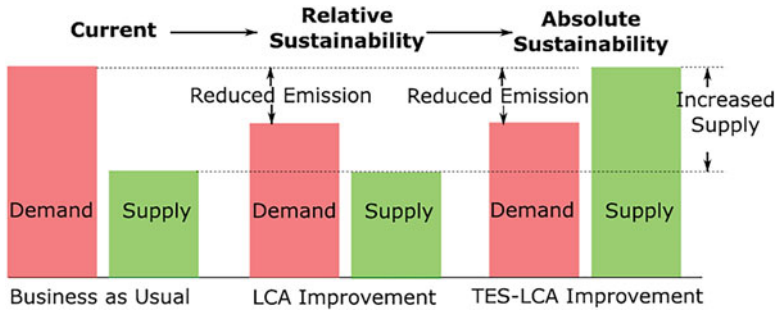 Current
Relative
Sustainability
Absolute
Sustainability
Reduced Emission
Reduced Emission
Increased
Supply
Demand
Supply
Demand
Supply
Demand
Supply
Business as Usual
LCA Improvement
TES-LCA Improvement